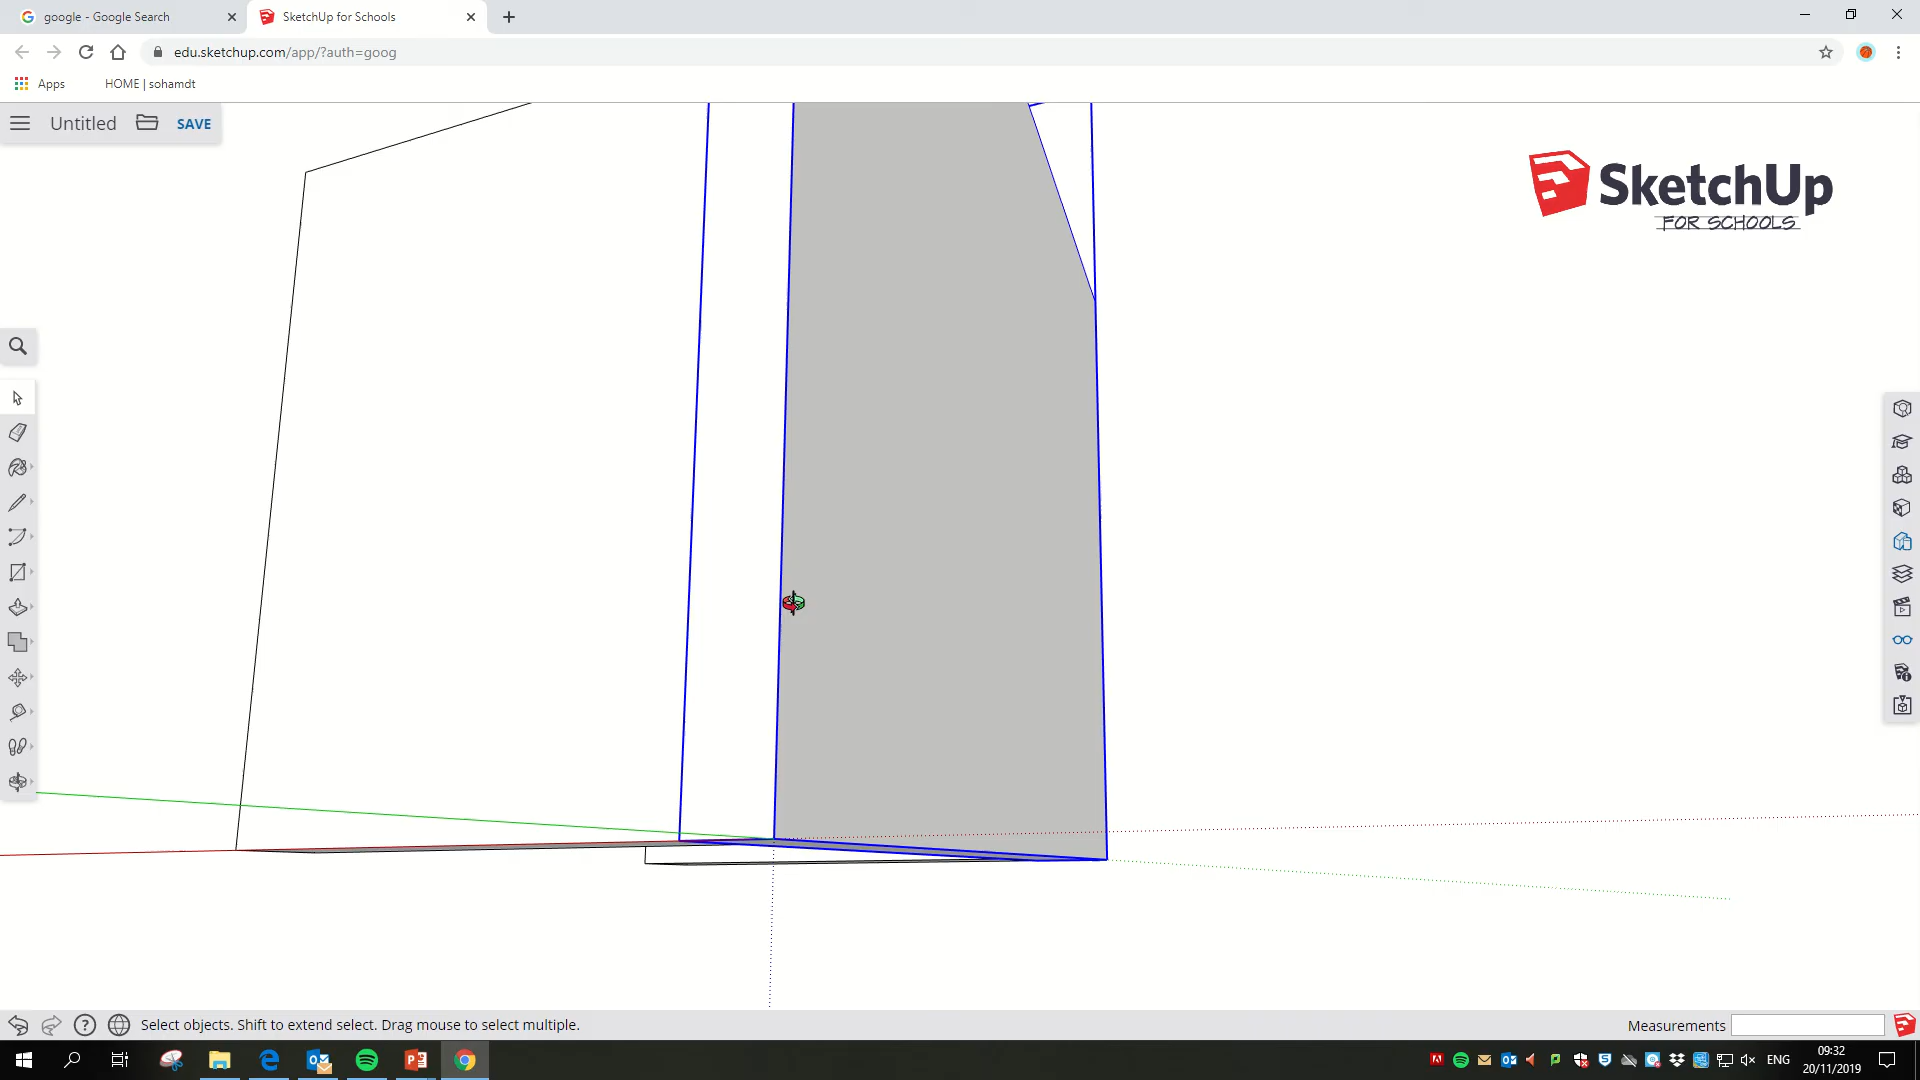 google - Google Search
SketchUp for Schools
edu.sketchup.com/app/?auth=goog
Apps
HOME | sohamdt
Untitled
SAVE
SketchUp
FOR SCHOOLS
Select objects. Shift to extend select. Drag mouse to select multiple.
Measurements
ENG
09:32
20/11/2019